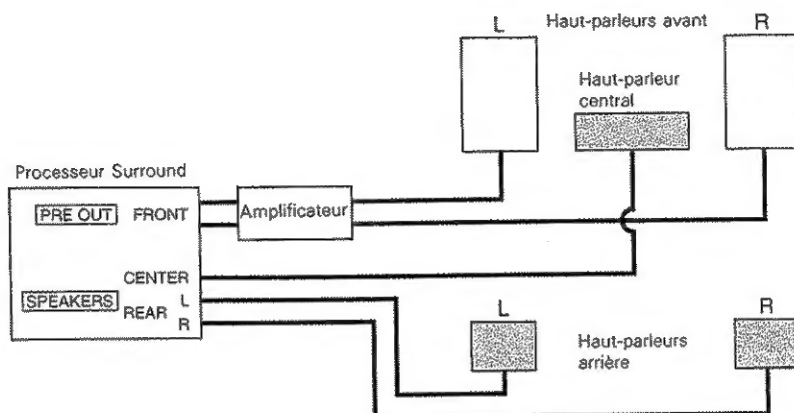 L
Haut-parleurs avant
R
Haut-parleur
central
Processeur Surround
PRE OUT
FRONT
Amplificateur
CENTER
SPEAKERS
REAR
L
R
L
Haut-parleurs
arrière
R